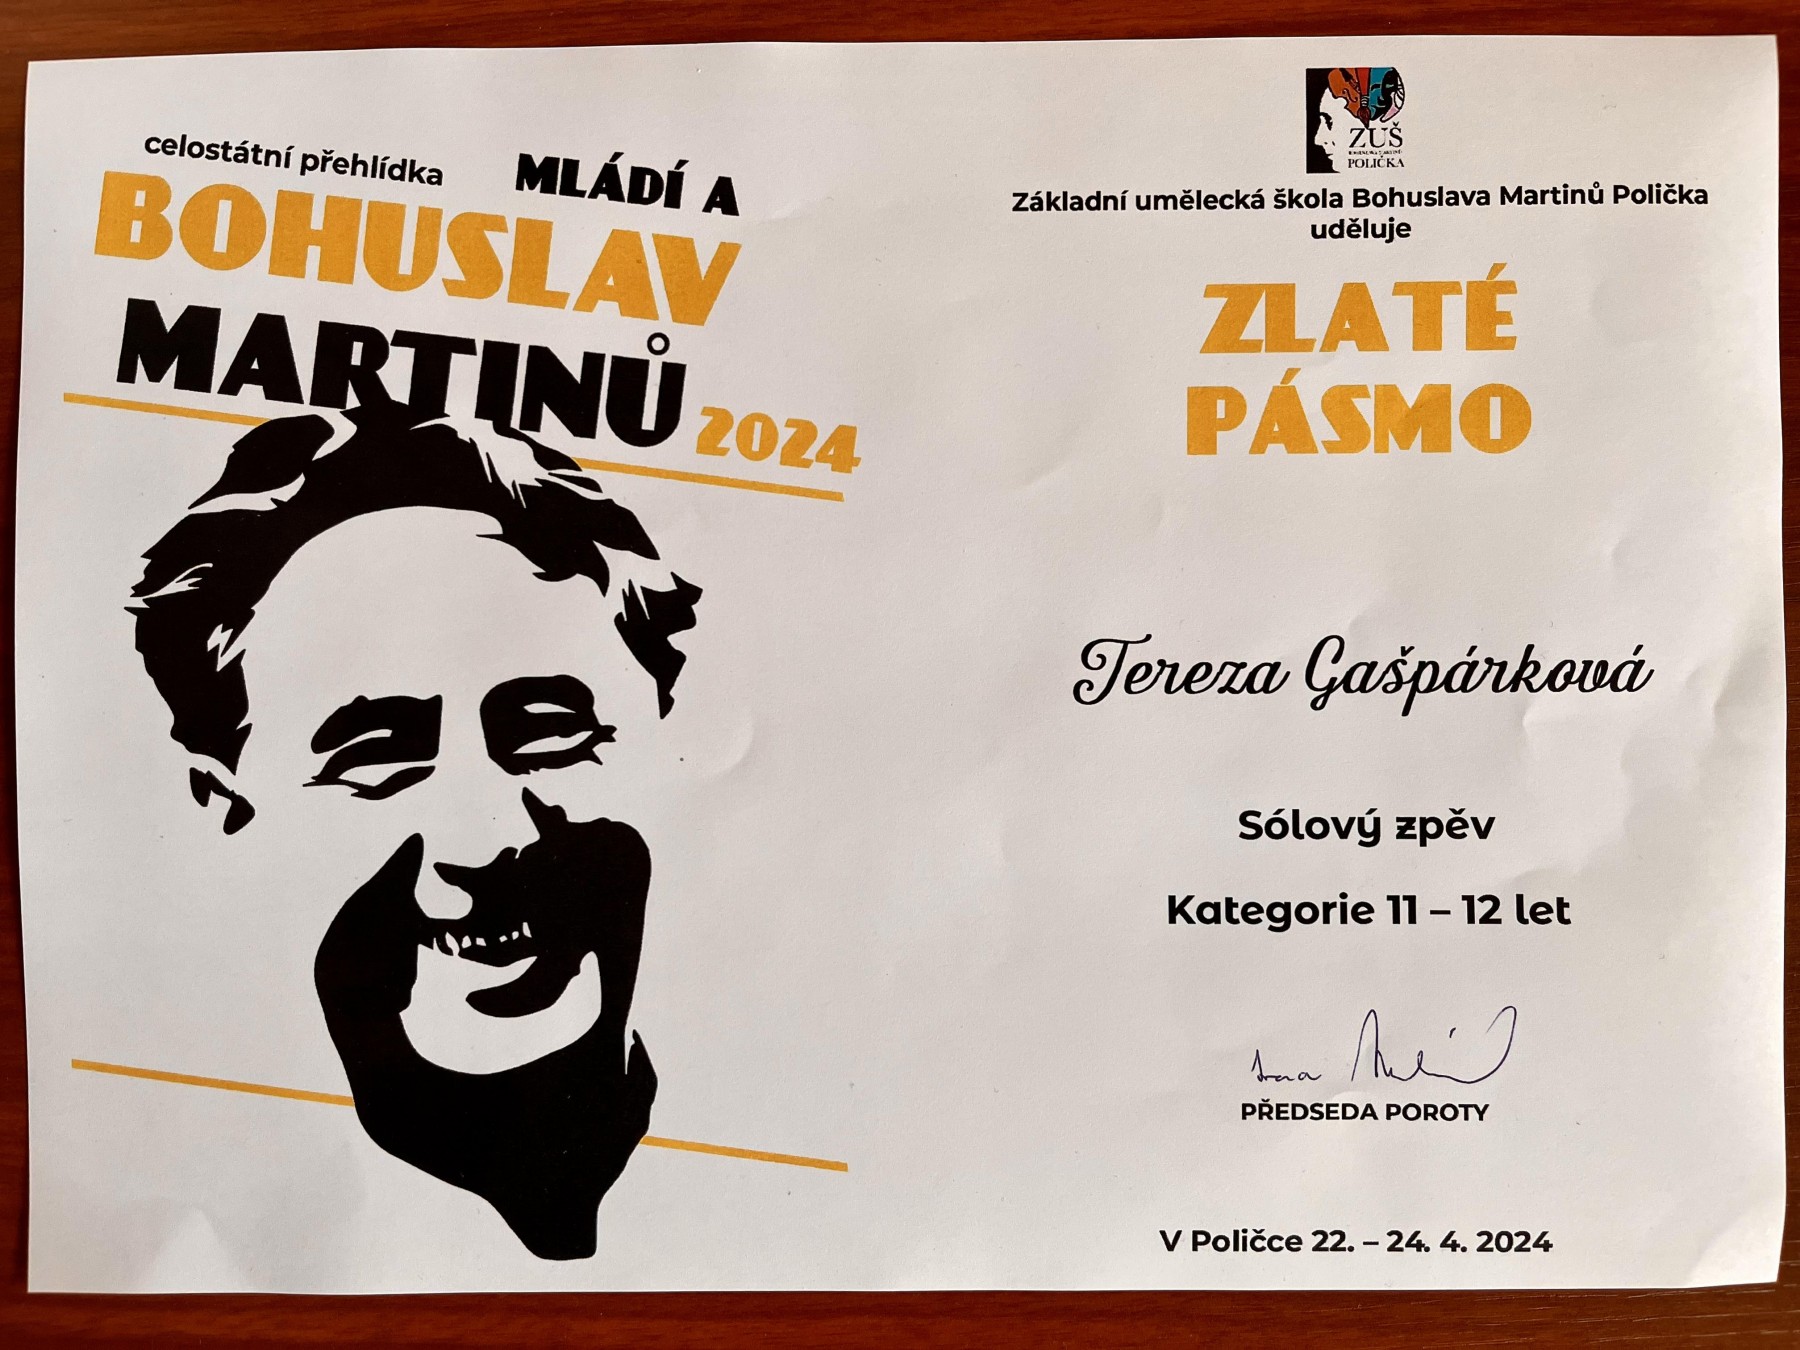 celostátní přehlídka
MLÁDÍ A
BOHUSLAV
MARTINŮ
2024
ZUŠ
POLIČKA
Základní umělecká škola Bohuslava Martinů Polička
uděluje
ZLATÉ
PÁSMO
Tereza Gašpárková
Sólový zpěv
Kategorie 11 – 12 let
PŘEDSEDA POROTY
V Poličce 22. – 24. 4. 2024